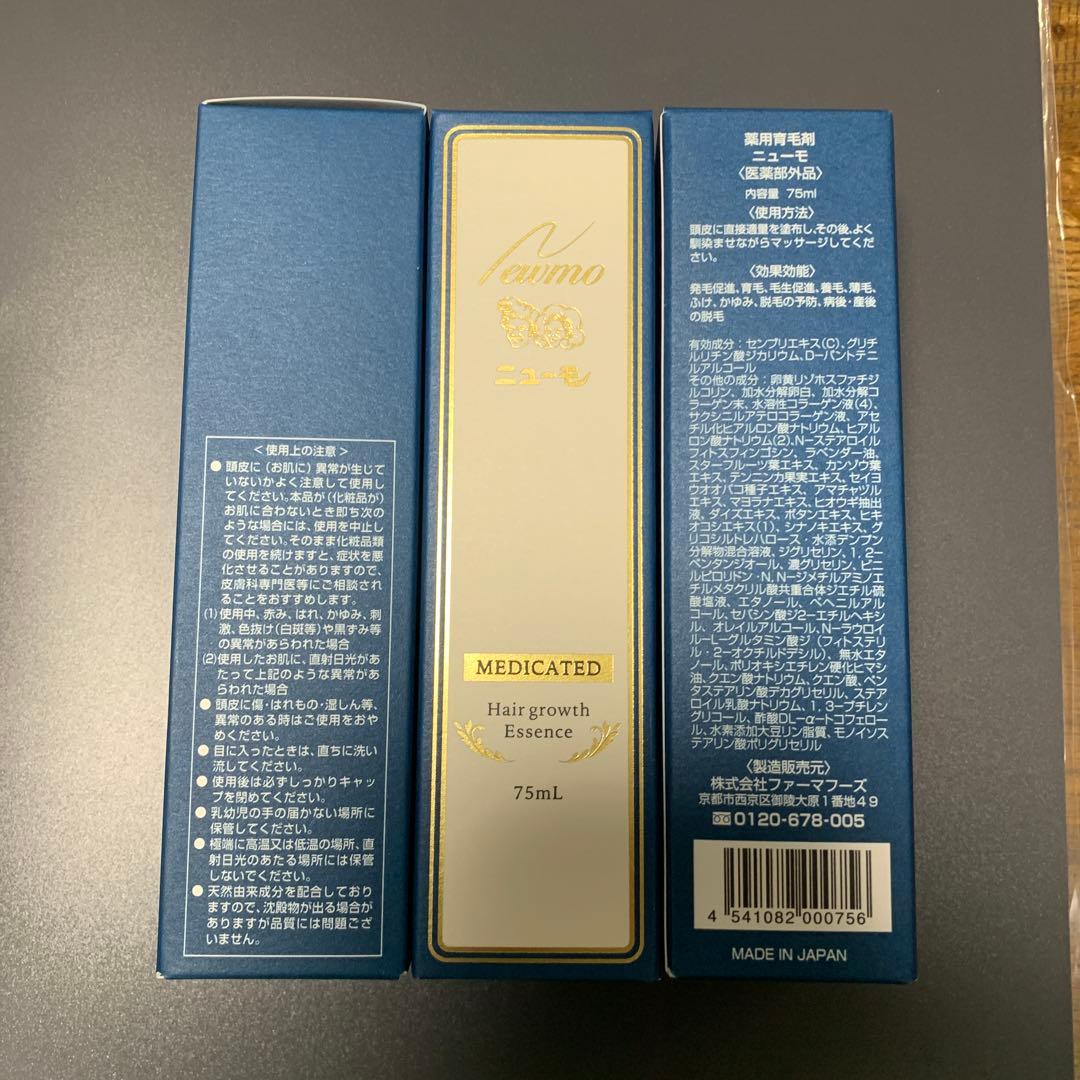 <使用上の注意>
● 頭皮に(お肌に)異常が生じて
いないかよく注意して使用し
てください。本品が(化粧品が)
お肌に合わないとき即ち次の
ような場合には、使用を中止し
てください。そのまま化粧品類
の使用を続けますと、症状を悪
化させることがありますので、
皮膚科専門医等にご相談され
ることをおすすめします。
(1)使用中、赤み、はれ、かゆみ、刺
激、色抜け(白斑等)や黒ずみ等
の異常があらわれた場合
(2)使用したお肌に、直射日光があ
たって上記のような異常があ
らわれた場合
● 頭皮に傷・はれもの・湿しん等、
異常のある時はご使用をおや
めください。
● 目に入ったときは、直ちに洗い
流してください。
● 使用後は必ずしっかりキャッ
プを閉めてください。
● 乳幼児の手の届かない場所に
保管してください。
● 極端に高温又は低温の場所、直
射日光のあたる場所には保管
しないでください。
● 天然由来成分を配合しており
ますので、沈殿物が出る場合が
ありますが品質には問題ござ
いません。
Newmo
ニューモ
MEDICATED
Hair growth
Essence
75mL
薬用育毛剤
ニューモ
〈医薬部外品〉
内容量 75ml
〈使用方法〉
頭皮に直接適量を塗布し、その後、よく
馴染ませながらマッサージしてくだ
さい。
〈効果効能〉
発毛促進、育毛、毛生促進、養毛、薄毛、
ふけ、かゆみ、脱毛の予防、病後・産後
の脱毛
有効成分：センブリエキス(C)、グリチ
ルリチン酸ジカリウム、D-パントテニ
ルアルコール
その他の成分：卵黄リゾホスファチジ
ルコリン、加水分解卵白、加水分解コ
ラーゲン末、水溶性コラーゲン液(4)、
サクシニルアテロコラーゲン液、アセ
チル化ヒアルロン酸ナトリウム、ヒアル
ロン酸ナトリウム(2)、N-ステアロイル
フィトスフィンゴシン、ラベンダー油、
スターフルーツ葉エキス、カンゾウ葉
エキス、テンニンカ果実エキス、セイヨ
ウオオバコ種子エキス、アマチャヅル
エキス、マヨラナエキス、ヒオウギ抽出
液、ダイズエキス、ボタンエキス、ヒキ
オコシエキス(1)、シナノキエキス、グ
リコシルトレハロース・水添デンプン
分解物混合溶液、ジグリセリン、1,2-
ペンタンジオール、濃グリセリン、ビニ
ルピロリドン・N,N-ジメチルアミノエ
チルメタクリル酸共重合体ジエチル硫
酸塩液、エタノール、ベヘニルアル
コール、セバシン酸ジ2-エチルヘキシ
ル、オレイルアルコール、N-ラウロイ
ル-L-グルタミン酸ジ(フィトステリ
ル・2-オクチルドデシル)、無水エタ
ノール、ポリオキシエチレン硬化ヒマシ
油、クエン酸ナトリウム、クエン酸、ペン
タステアリン酸デカグリセリル、ステア
ロイル乳酸ナトリウム、1,3-ブチレン
グリコール、酢酸DL-α-トコフェロー
ル、水素添加大豆リン脂質、モノイソス
テアリン酸ポリグリセリル
〈製造販売元〉
株式会社ファーマフーズ
京都市西京区御陵大原1番地49
0120-678-005
4 541082 000756
MADE IN JAPAN